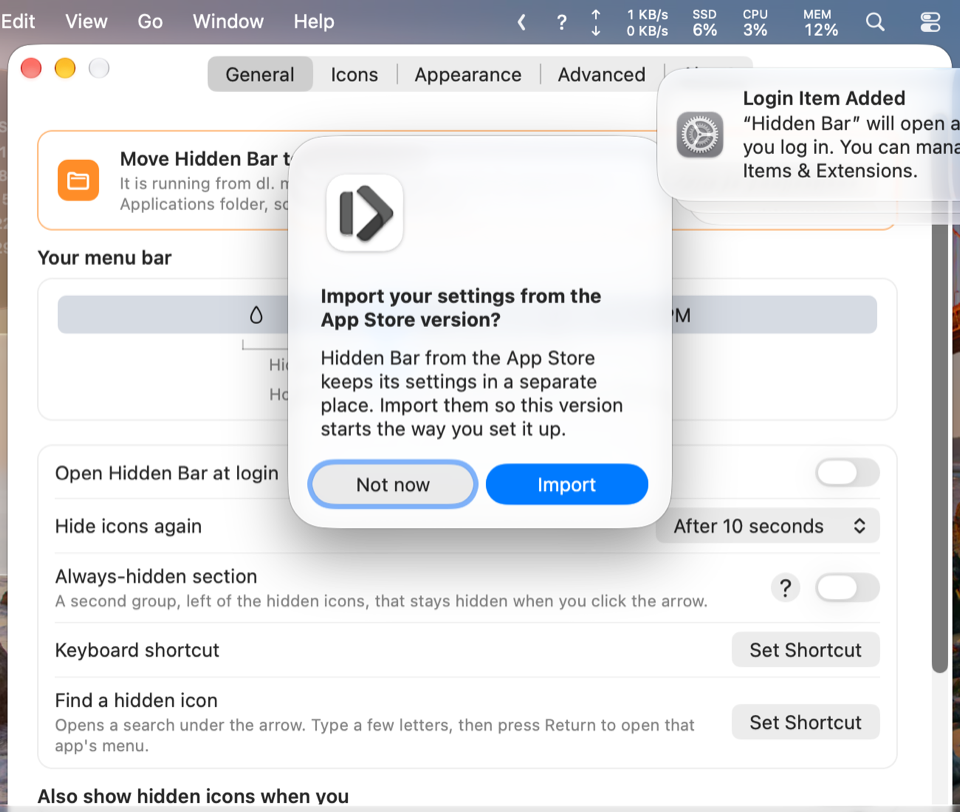 Edit View Go Window Help ? 1 KB/s 0 KB/s SSD 6% CPU 3% MEM 12%
General Icons Appearance Advanced
Login Item Added
“Hidden Bar” will open
you log in. You can
Items & Extensions.
Move Hidden Bar
It is running from dl.
Applications folder,
Your menu bar
Import your settings from the
App Store version?
Hidden Bar from the App Store
keeps its settings in a separate
place. Import them so this version
starts the way you set it up.
Not now Import
Open Hidden Bar at login
Hide icons again After 10 seconds
Always-hidden section ?
A second group, left of the hidden icons, that stays hidden when you click the arrow.
Keyboard shortcut Set Shortcut
Find a hidden icon
Opens a search under the arrow. Type a few letters, then press Return to open that
app's menu.
Set Shortcut
Also show hidden icons when you